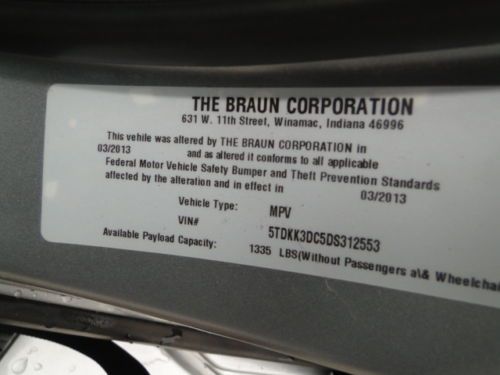 THE BRAUN CORPORATION
631 W. 11th Street, Winamac, Indiana 46996
This vehile was altered by THE BRAUN CORPORATION in
03/2013 and as altered it conforms to all applicable
Federal Motor Vehicle Safety Bumper and Theft Prevention Standards
affected by the alteration and in effect in 03/2013
Vehicle Type: MPV
VIN# 5TDKK3DC5DS312553
Available Payload Capacity: 1335 LBS(Without Passengers a\& Wheelchai